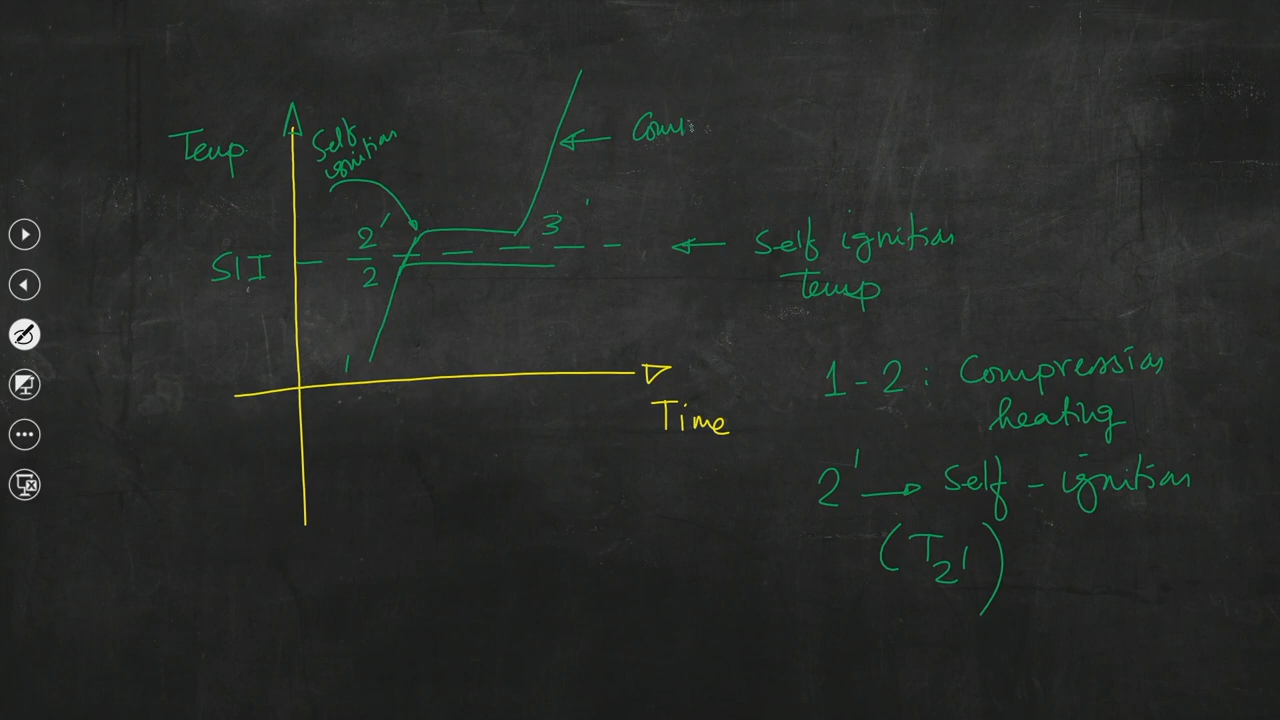 Temp.
Self
ignition
2'
2
SIT
1
3'
Time
Self ignition
Temp
1-2: Compression
heating
2' → Self-ignition
(T2')